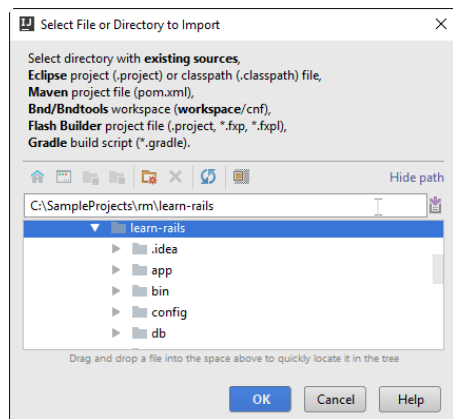 Select File or Directory to Import
Select directory with existing sources,
Eclipse project (.project) or classpath (.classpath) file,
Maven project file (pom.xml),
Bnd/Bndtools workspace (workspace/cnf),
Flash Builder project file (.project, *.fxp, *.fxpl),
Gradle build script (*.gradle).
Hide path
C:\SampleProjects\rm\learn-rails
learn-rails
.idea
app
bin
config
db
Drag and drop a file into the space above to quickly locate it in the tree
OK Cancel Help